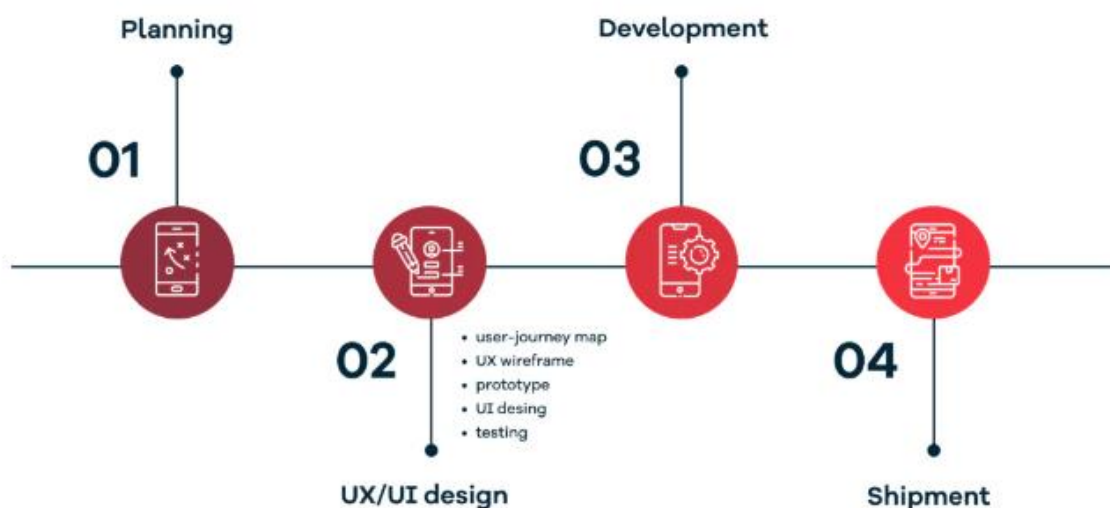 Planning
01
UX/UI design
02
• user-journey map
• UX wireframe
• prototype
• UI desing
• testing
Development
03
Shipment
04